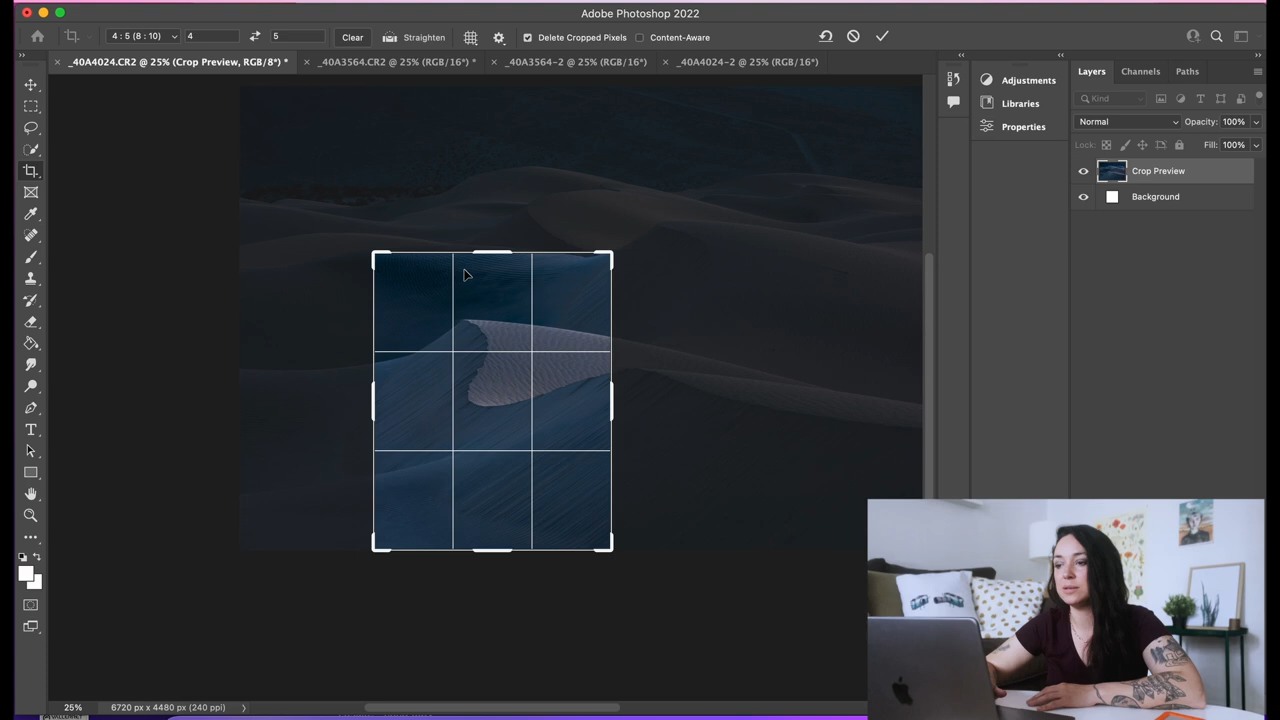 Adobe Photoshop 2022
4 : 5 (8 : 10) 4 5 Clear Straighten Delete Cropped Pixels Content-Aware
_40A4024.CR2 @ 25% (Crop Preview, RGB/8*) * _40A3564.CR2 @ 25% (RGB/16*) * _40A3564-2 @ 25% (RGB/16*) _40A4024-2 @ 25% (RGB/16*)
Adjustments
Libraries
Properties
Layers Channels Paths
Kind
Normal Opacity: 100%
Lock: Fill: 100%
Crop Preview
Background
25% 6720 px x 4480 px (240 ppi)